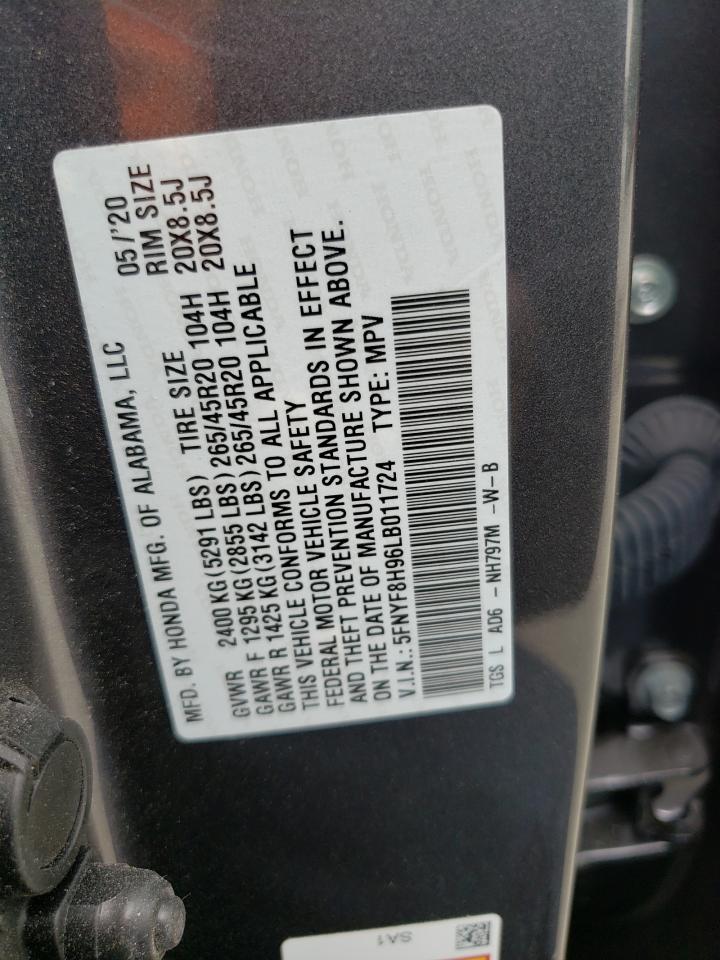 MFD. BY HONDA MFG. OF ALABAMA, LLC 05/'20
GVWR 2400 KG (5291 LBS) TIRE SIZE RIM SIZE
GAWR F 1295 KG (2855 LBS) 265/45R20 104H 20X8.5J
GAWR R 1425 KG (3142 LBS) 265/45R20 104H 20X8.5J
THIS VEHICLE CONFORMS TO ALL APPLICABLE
FEDERAL MOTOR VEHICLE SAFETY
AND THEFT PREVENTION STANDARDS IN EFFECT
ON THE DATE OF MANUFACTURE SHOWN ABOVE.
V.I.N.: 5FNYF8H96LB011724 TYPE: MPV
TGS L AD6 - NH797M -W-B
SA1